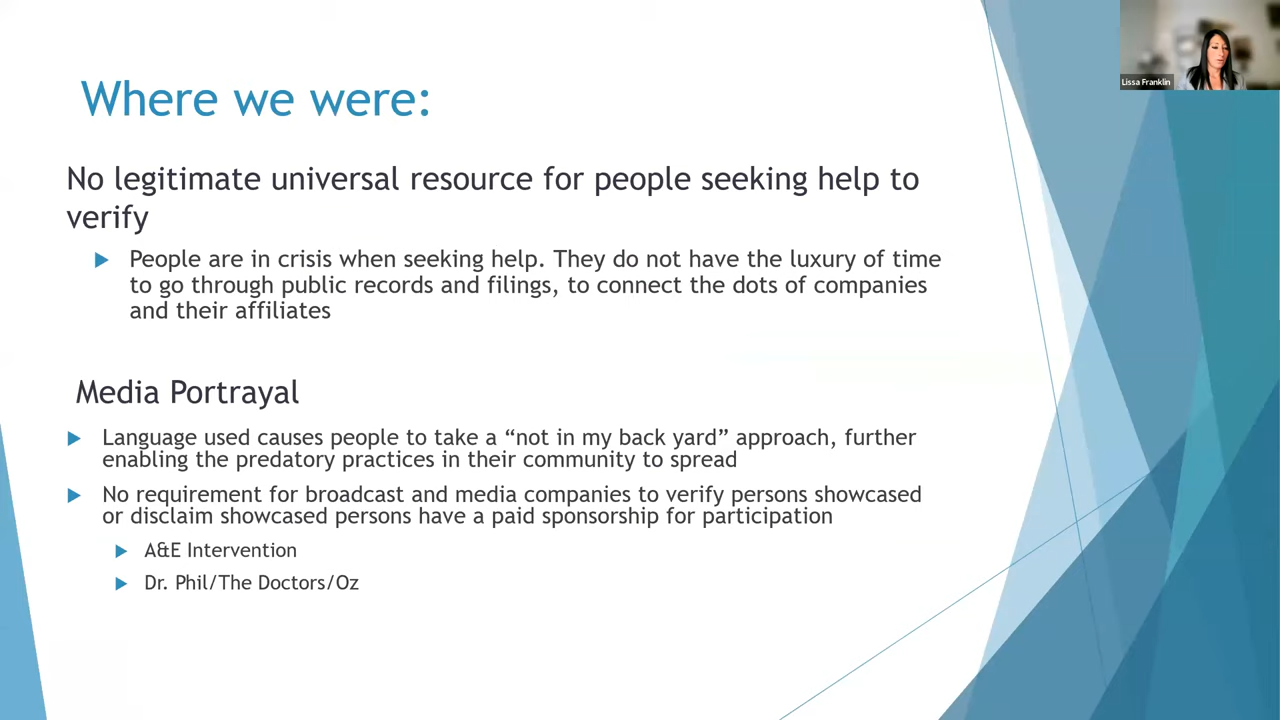 Lissa Franklin
Where we were:
No legitimate universal resource for people seeking help to
verify
People are in crisis when seeking help. They do not have the luxury of time
to go through public records and filings, to connect the dots of companies
and their affiliates
Media Portrayal
Language used causes people to take a “not in my back yard” approach, further
enabling the predatory practices in their community to spread
No requirement for broadcast and media companies to verify persons showcased
or disclaim showcased persons have a paid sponsorship for participation
A&E Intervention
Dr. Phil/The Doctors/Oz